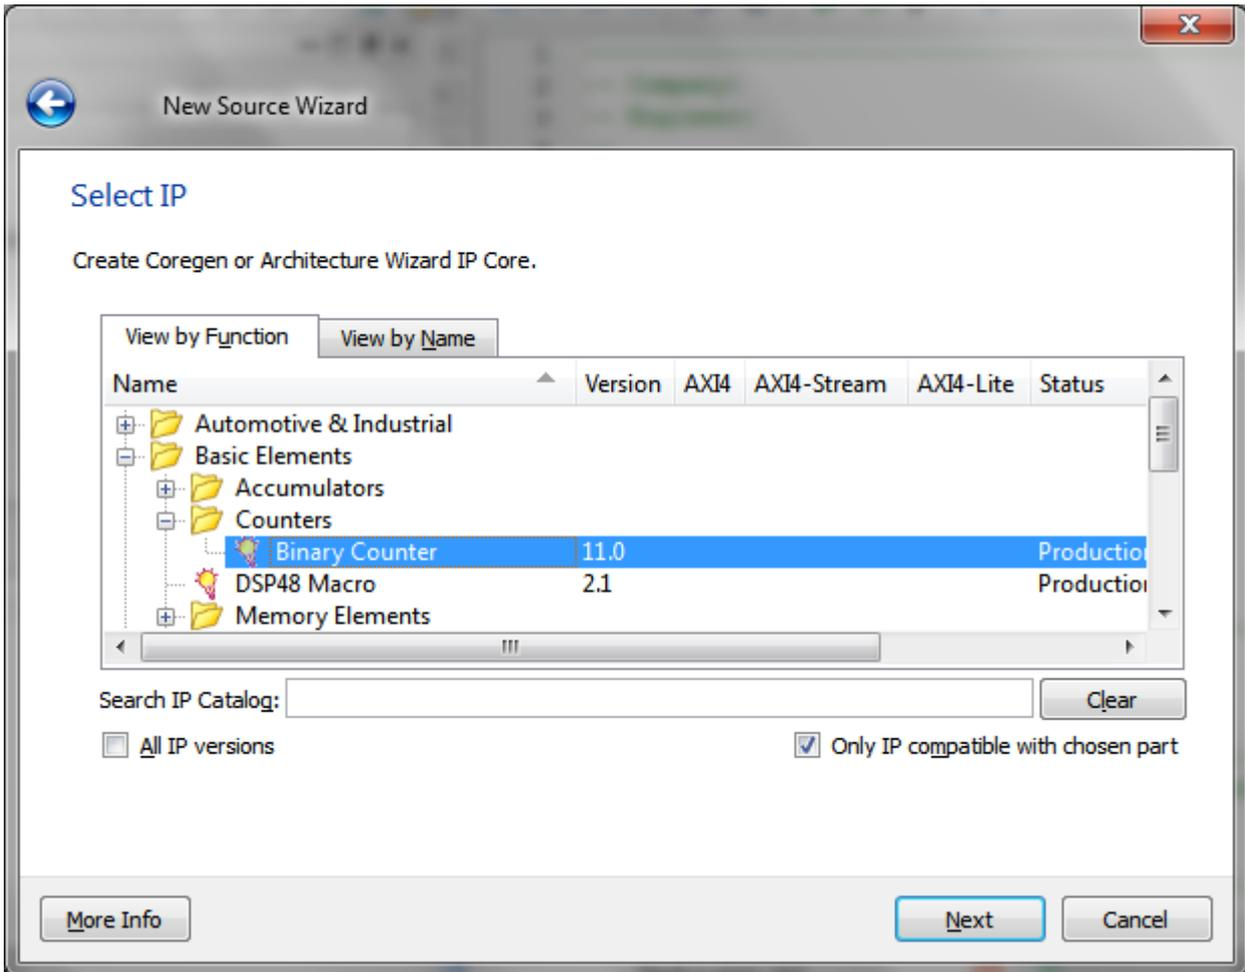 New Source Wizard
Select IP
Create Coregen or Architecture Wizard IP Core.
View by Function View by Name
Name Version AXI4 AXI4-Stream AXI4-Lite Status
Automotive & Industrial
Basic Elements
Accumulators
Counters
Binary Counter 11.0 Production
DSP48 Macro 2.1 Production
Memory Elements
Search IP Catalog: Clear
All IP versions Only IP compatible with chosen part
More Info Next Cancel